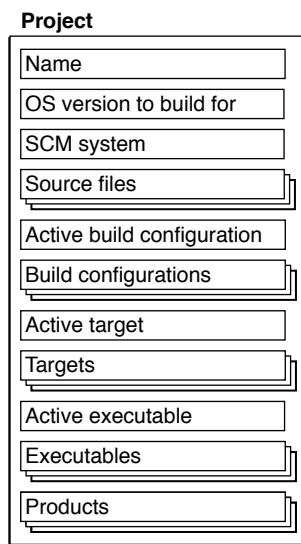 Project
Name
OS version to build for
SCM system
Source files
Active build configuration
Build configurations
Active target
Targets
Active executable
Executables
Products